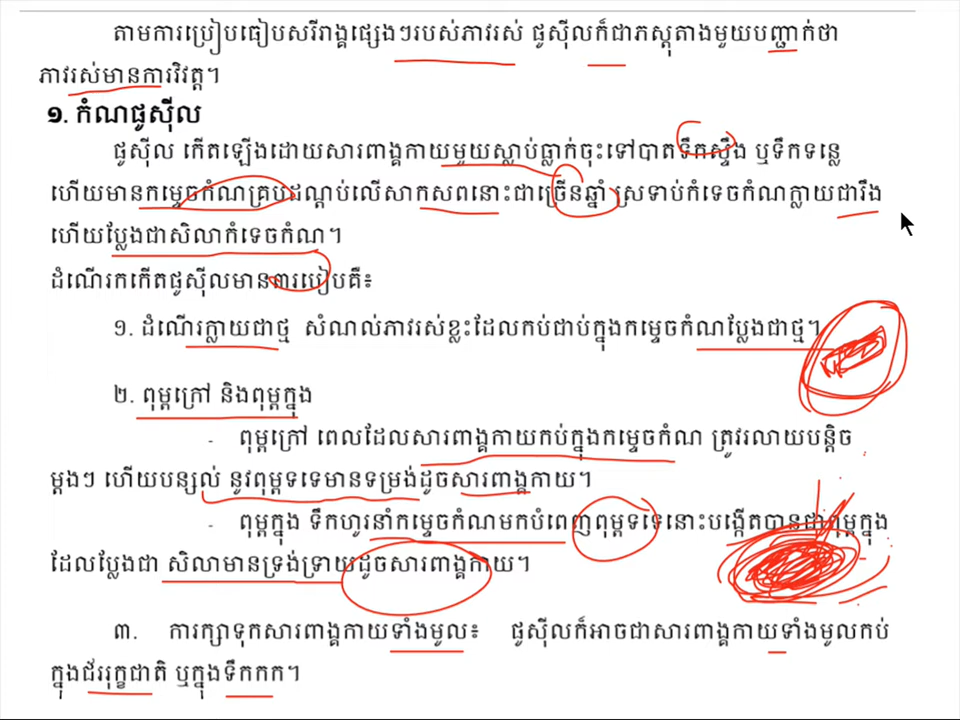 តាមការប្រៀបធៀបសរីរាង្គផ្សេងៗរបស់ភាវរស់ ផូស៊ីលក៏ជាភស្តុតាងមួយបញ្ជាក់ថា
ភាវរស់មានការវិវត្ត។
១. កំណផូស៊ីល
ផូស៊ីល កើតឡើងដោយសារពាង្គកាយមួយស្លាប់ធ្លាក់ចុះទៅបាតទឹកស្ទឹង ឬទឹកទន្លេ
ហើយមានកម្ទេចកំណគ្របដណ្តប់លើសាកសពនោះជាច្រើនឆ្នាំ ស្រទាប់កំទេចកំណក្លាយជារឹង
ហើយប្លែងជាសិលាកំទេចកំណ។
ដំណើរកកើតផូស៊ីលមាន៣របៀបគឺ៖
១. ដំណើរក្លាយជាថ្ម សំណល់ភាវរស់ខ្លះដែលកប់ជាប់ក្នុងកម្ទេចកំណប្លែងជាថ្ម។
២. ពុម្ពក្រៅ និងពុម្ពក្នុង
- ពុម្ពក្រៅ ពេលដែលសារពាង្គកាយកប់ក្នុងកម្ទេចកំណ ត្រូវរលាយបន្តិច
ម្តងៗ ហើយបន្សល់ នូវពុម្ពទទេមានទម្រង់ដូចសារពាង្គកាយ។
- ពុម្ពក្នុង ទឹកហូរនាំកម្ទេចកំណមកបំពេញពុម្ពទទេនោះបង្កើតបានជាពុម្ពក្នុង
ដែលប្លែងជា សិលាមានទ្រង់ទ្រាយដូចសារពាង្គកាយ។
៣. ការក្សាទុកសារពាង្គកាយទាំងមូល៖ ផូស៊ីលក៏អាចជាសារពាង្គកាយទាំងមូលកប់
ក្នុងជ័ររុក្ខជាតិ ឬក្នុងទឹកកក។